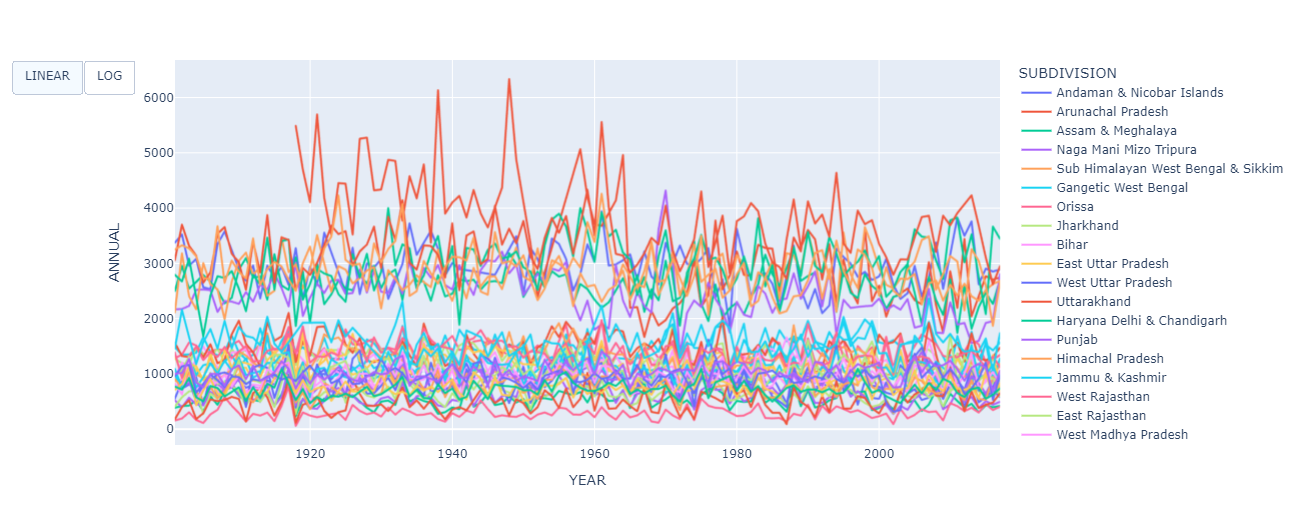 LINEAR
LOG
6000
5000
4000
3000
2000
1000
0
ANNUAL
1920
1940
1960
1980
2000
YEAR
SUBDIVISION
Andaman & Nicobar Islands
Arunachal Pradesh
Assam & Meghalaya
Naga Mani Mizo Tripura
Sub Himalayan West Bengal & Sikkim
Gangetic West Bengal
Orissa
Jharkhand
Bihar
East Uttar Pradesh
West Uttar Pradesh
Uttarakhand
Haryana Delhi & Chandigarh
Punjab
Himachal Pradesh
Jammu & Kashmir
West Rajasthan
East Rajasthan
West Madhya Pradesh